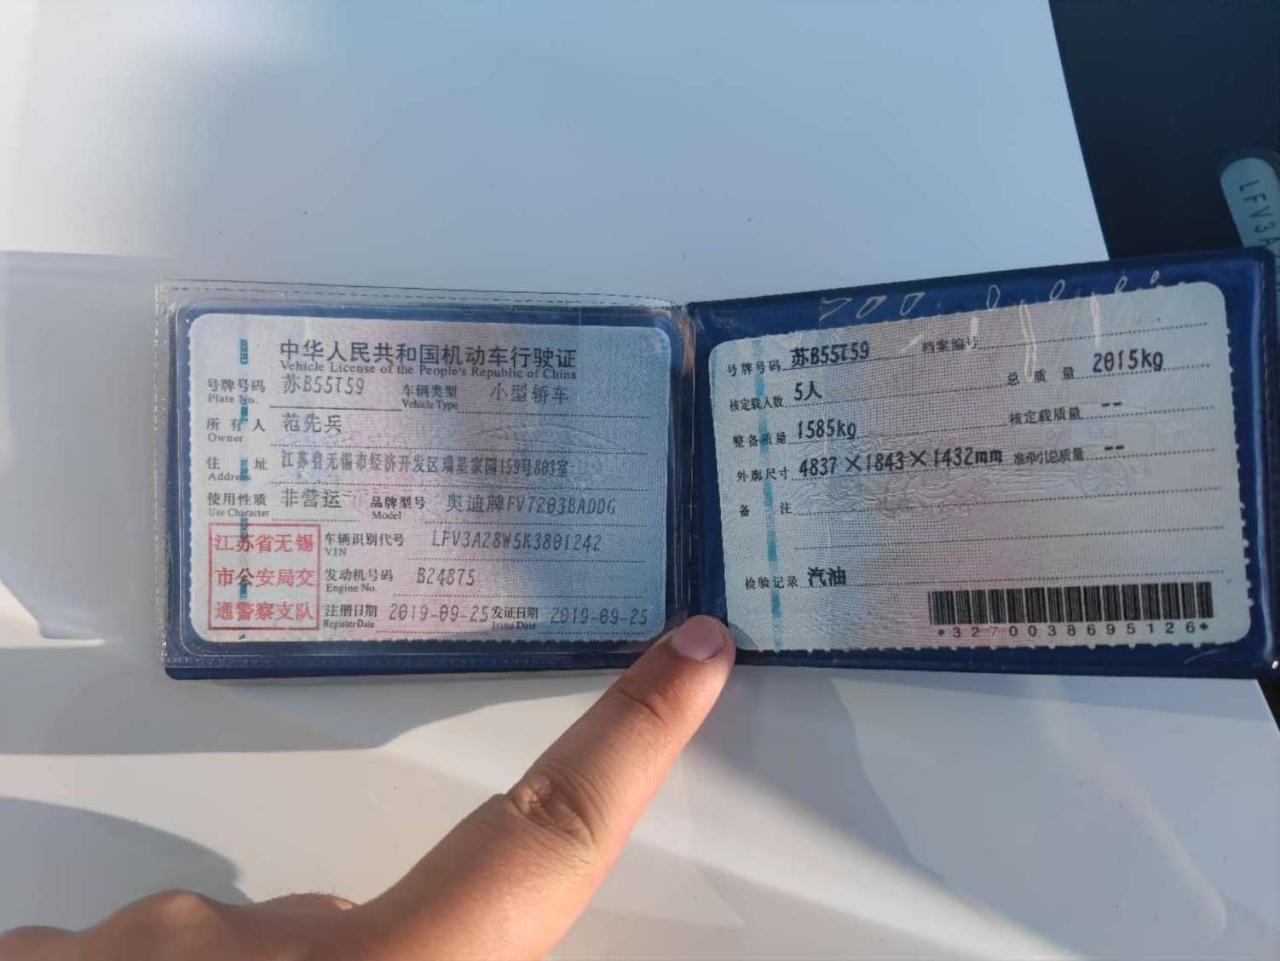 中华人民共和国机动车行驶证
Vehicle License of the People's Republic of China
号牌号码 苏B55T59 车辆类型 小型轿车
Plate No. Vehicle Type
所有人 范先兵
Owner
住址 江苏省无锡市经济开发区瑞星家园159号803室
Address
使用性质 非营运 品牌型号 奥迪牌FV7203BADDG
Use Character Model
江苏省无锡
市公安局交
通警察支队
车辆识别代号 LFV3A28W5K3801242
VIN
发动机号码 B24875
Engine No.
注册日期 2019-09-25 发证日期 2019-09-25
Register Date Issue Date
号牌号码 苏B55T59 档案编号
核定载人数 5人 总质量 2015kg
整备质量 1585kg 核定载质量 --
外廓尺寸 4837×1843×1432mm 准牵引总质量 --
备注
检验记录 汽油
*3270038695126*
LFV3A